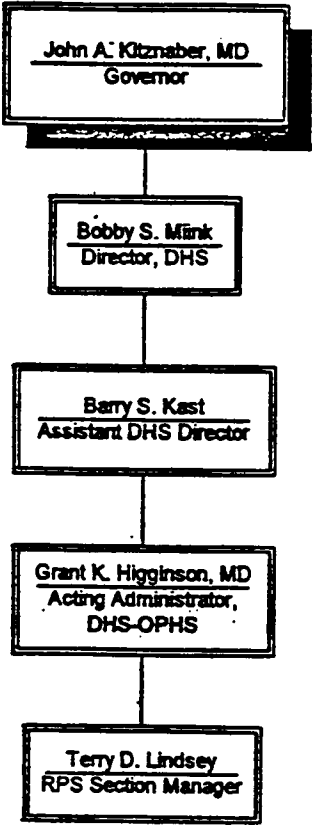 John A. Kitznaber, MD
Governor
Bobby S. Mink
Director, DHS
Barry S. Kast
Assistant DHS Director
Grant K. Higginson, MD
Acting Administrator,
DHS-OPHS
Terry D. Lindsey
RPS Section Manager